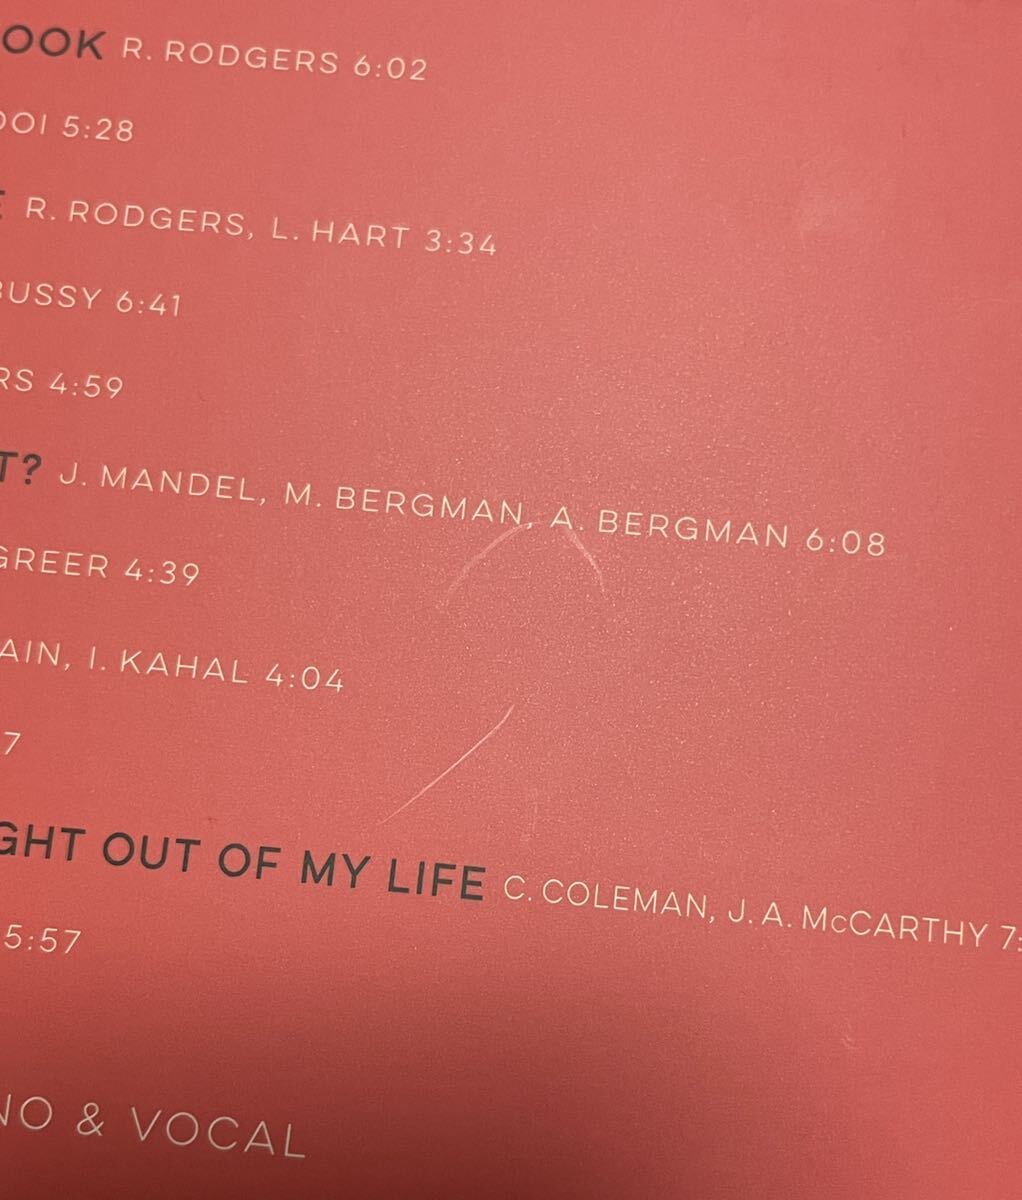 OOK R. RODGERS 6:02
OOI 5:28
E R. RODGERS, L. HART 3:34
BUSSY 6:41
RS 4:59
T? J. MANDEL, M. BERGMAN, A. BERGMAN 6:08
GREER 4:39
AIN, I. KAHAL 4:04
7
GHT OUT OF MY LIFE C. COLEMAN, J. A. McCARTHY 7:
5:57
NO & VOCAL